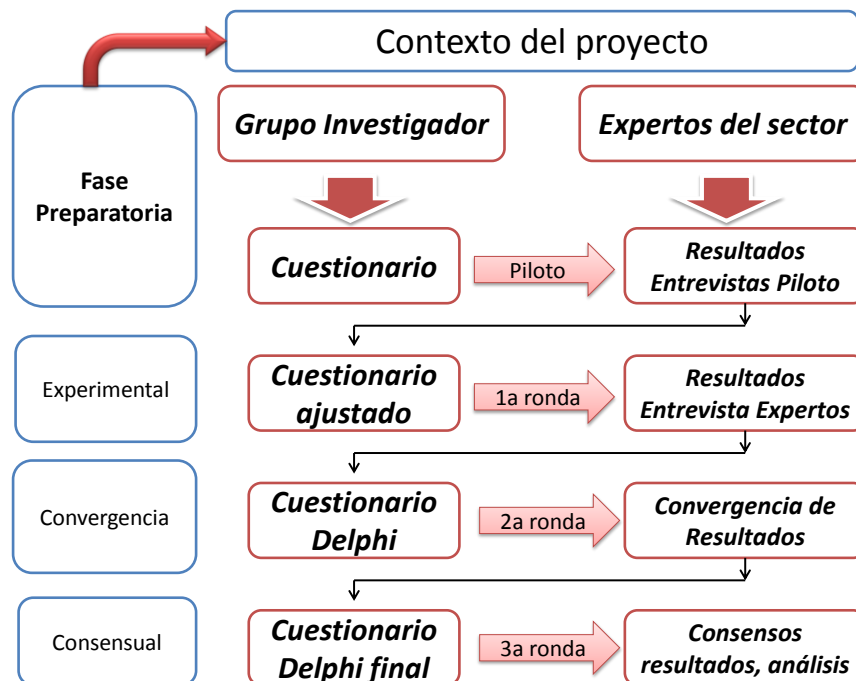 Contexto del proyecto
Grupo Investigador
Expertos del sector
Fase
Preparatoria
Cuestionario
Piloto
Resultados
Entrevistas Piloto
Experimental
Cuestionario
ajustado
1a ronda
Resultados
Entrevista Expertos
Convergencia
Cuestionario
Delphi
2a ronda
Convergencia de
Resultados
Consensual
Cuestionario
Delphi final
3a ronda
Consensos
resultados, análisis